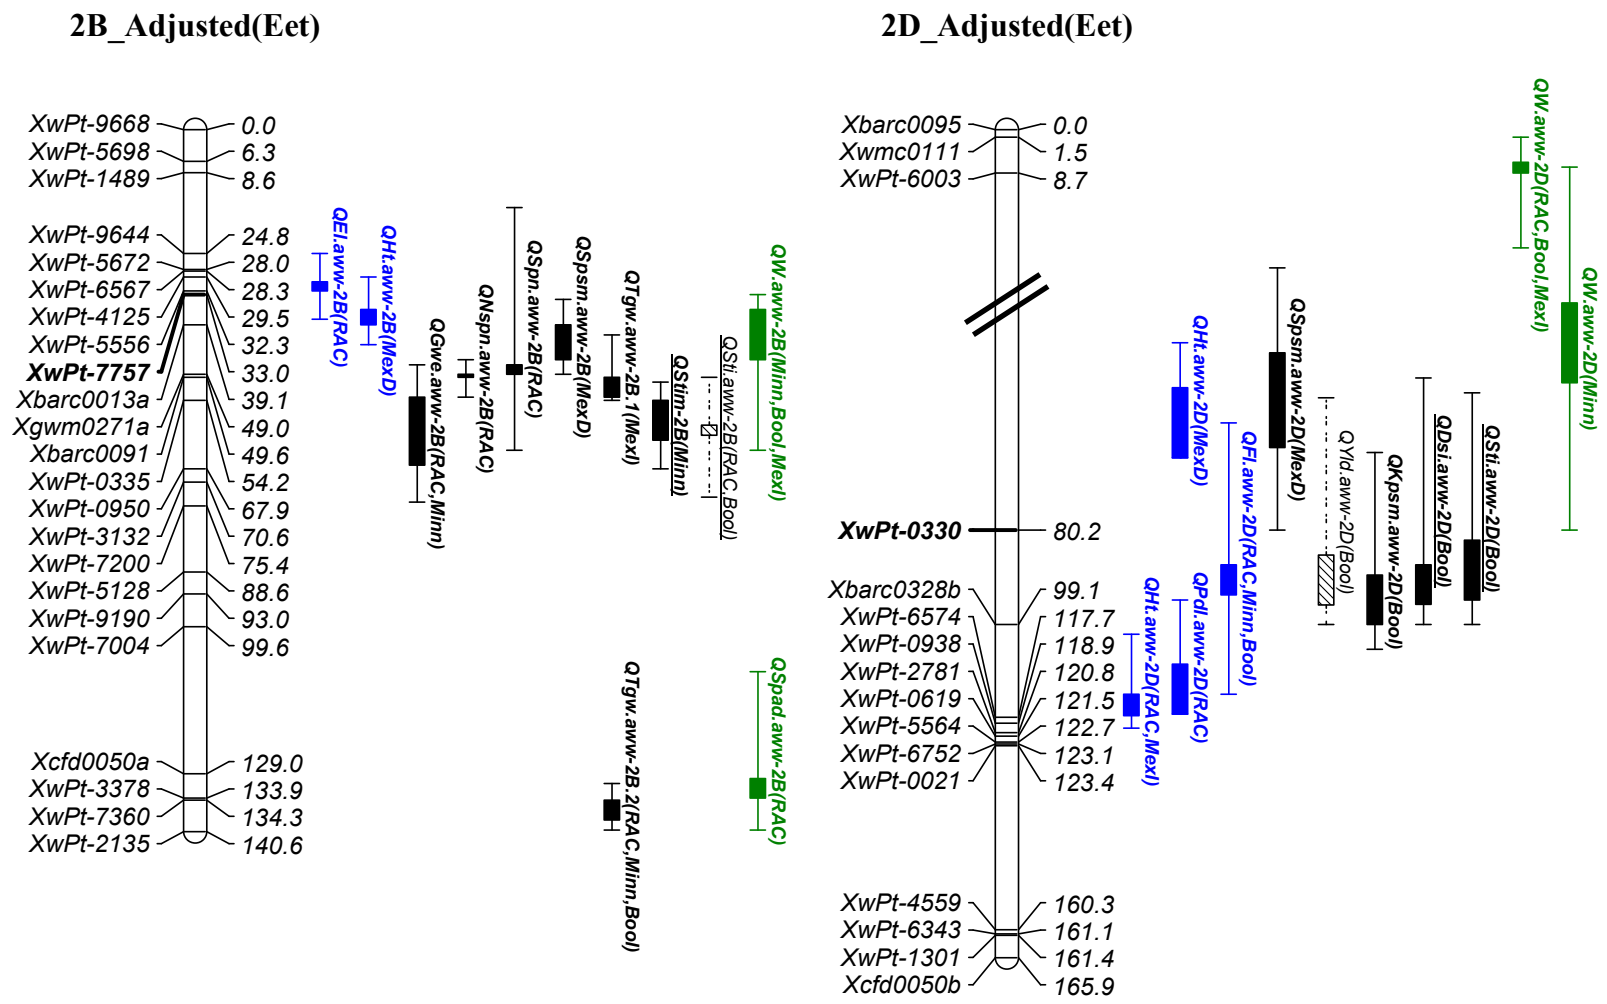 2B_Adjusted(Eet)
XwPt-9668 0.0
XwPt-5698 6.3
XwPt-1489 8.6
XwPt-9644 24.8
XwPt-5672 28.0
XwPt-6567 28.3
XwPt-4125 29.5
XwPt-5556 32.3
XwPt-7757 33.0
Xbarc0013a 39.1
Xgwm0271a 49.0
Xbarc0091 49.6
XwPt-0335 54.2
XwPt-0950 67.9
XwPt-3132 70.6
XwPt-7200 75.4
XwPt-5128 88.6
XwPt-9190 93.0
XwPt-7004 99.6
Xcfd0050a 129.0
XwPt-3378 133.9
XwPt-7360 134.3
XwPt-2135 140.6
QEl.aww-2B(RAC)
QHt.aww-2B(MexD)
QGwe.aww-2B(RAC,Minn)
QNspn.aww-2B(RAC)
QSpn.aww-2B(RAC)
QSpsm.aww-2B(MexD)
QTgw.aww-2B.1(MexI)
QStim-2B(Minn)
QSti.aww-2B(RAC,Bool)
QW.aww-2B(Minn,Bool,MexI)
QTgw.aww-2B.2(RAC,Minn,Bool)
QSpad.aww-2B(RAC)
2D_Adjusted(Eet)
Xbarc0095 0.0
Xwmc0111 1.5
XwPt-6003 8.7
XwPt-0330 80.2
Xbarc0328b 99.1
XwPt-6574 117.7
XwPt-0938 118.9
XwPt-2781 120.8
XwPt-0619 121.5
XwPt-5564 122.7
XwPt-6752 123.1
XwPt-0021 123.4
XwPt-4559 160.3
XwPt-6343 161.1
XwPt-1301 161.4
Xcfd0050b 165.9
QHt.aww-2D(RAC,MexI)
QHt.aww-2D(MexD)
QPdl.aww-2D(RAC)
QFl.aww-2D(RAC,Minn,Bool)
QSpsm.aww-2D(MexD)
QYld.aww-2D(Bool)
QKpsm.aww-2D(Bool)
QDsi.aww-2D(Bool)
QSti.aww-2D(Bool)
QW.aww-2D(RAC,Bool,MexI)
QW.aww-2D(Minn)